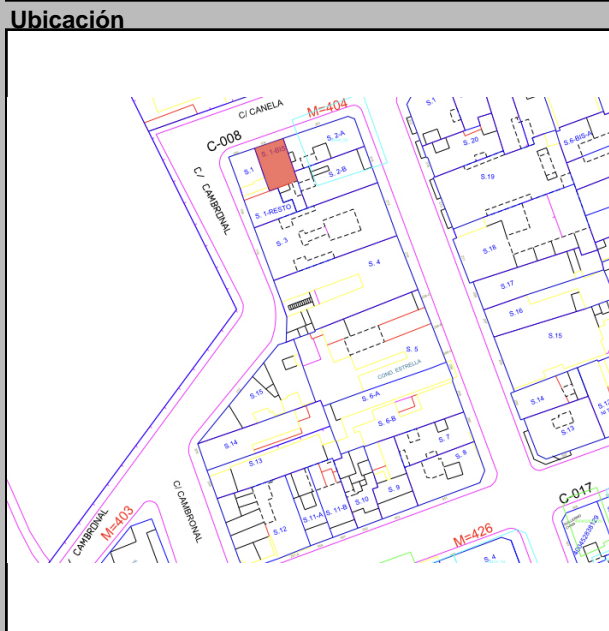 Ubicación
C/ CANELA
M=404
C-008
C/ CAMBRONAL
S.1
S. 1-BIS
S. 2-A
S. 2-B
S. 1-RESTO
S. 3
S. 4
S. 5
COND. ESTRELLA
S. 6-A
S. 6-B
S. 7
S. 8
S. 9
S.10
S.11-B
S.11-A
S.12
S.13
S.14
S.15
C/ CAMBRONAL
C/ CAMBRONAL
M=403
S.1
S. 20
S.6-BIS-A
S.19
S.18
S.17
S.16
S.15
S.14
S.13
C-017
M=426
S. 4